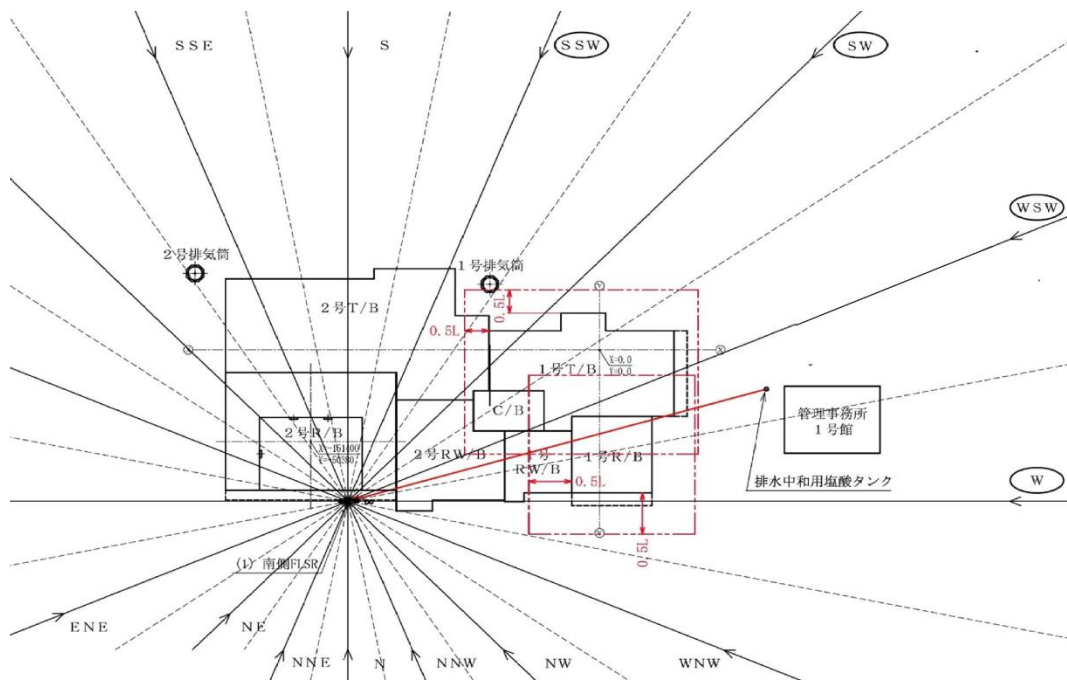 SSE
S
SSW
SW
WSW
2号排気筒
1号排気筒
2号T/B
0.5L
0.5L
X=0.0
Y=0.0
1号T/B
C/B
2号R/B
2号RW/B
1号
RW/B
1号R/B
0.5L
0.5L
管理事務所
1号館
排水中和用塩酸タンク
W
(1) 南側FLSR
ENE
NE
NNE
N
NNW
NW
WNW